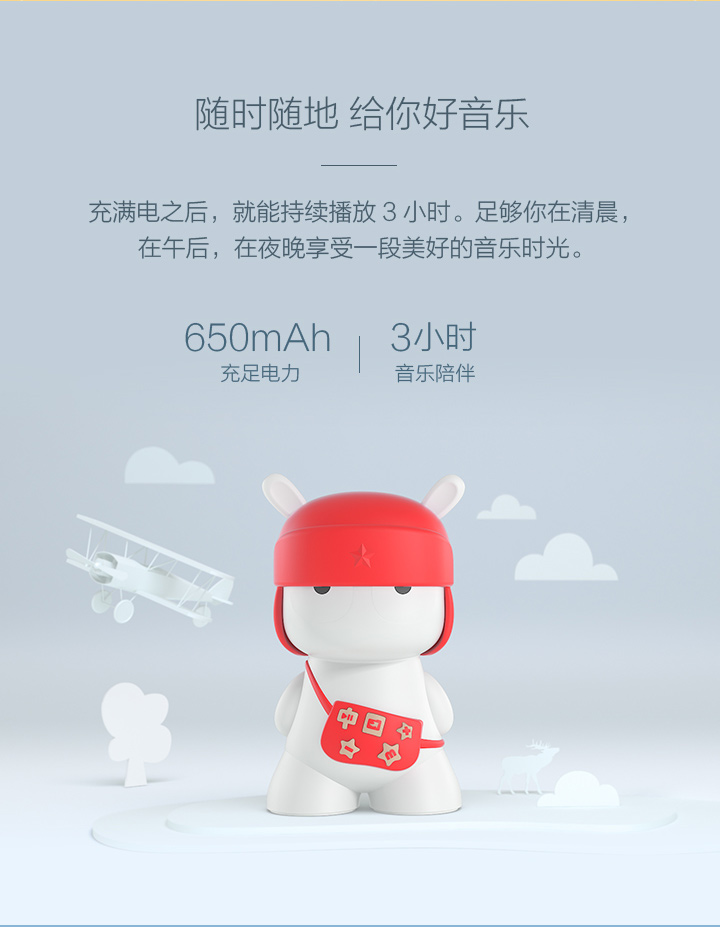 随时随地 给你好音乐
充满电之后，就能持续播放 3 小时。足够你在清晨，
在午后，在夜晚享受一段美好的音乐时光。
650mAh
充足电力
3小时
音乐陪伴